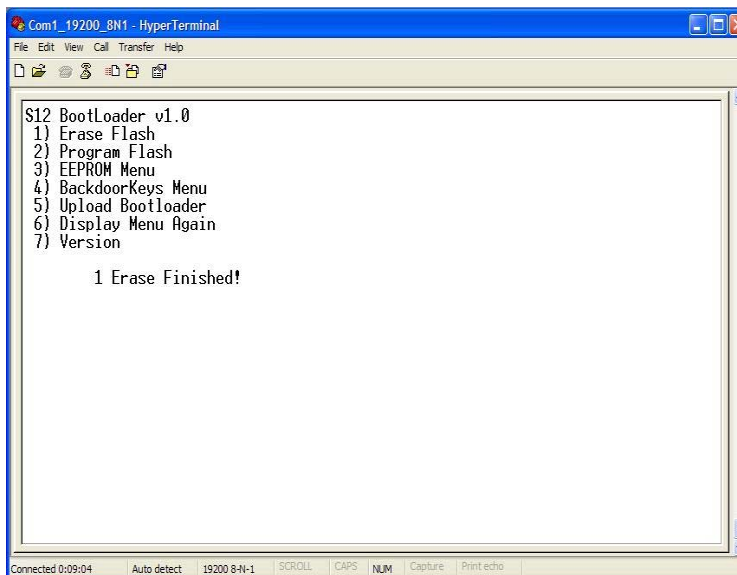 Com1_19200_8N1 - HyperTerminal
File Edit View Call Transfer Help
S12 BootLoader v1.0
1) Erase Flash
2) Program Flash
3) EEPROM Menu
4) BackdoorKeys Menu
5) Upload Bootloader
6) Display Menu Again
7) Version
1 Erase Finished!
Connected 0:09:04 Auto detect 19200 8-N-1 SCROLL CAPS NUM Capture Print echo